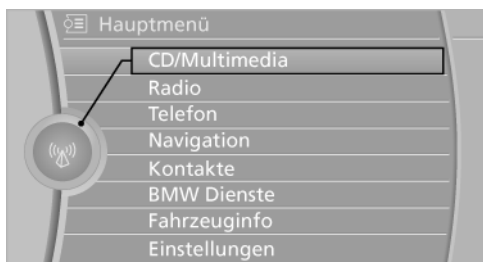 Hauptmenü
CD/Multimedia
Radio
Telefon
Navigation
Kontakte
BMW Dienste
Fahrzeuginfo
Einstellungen